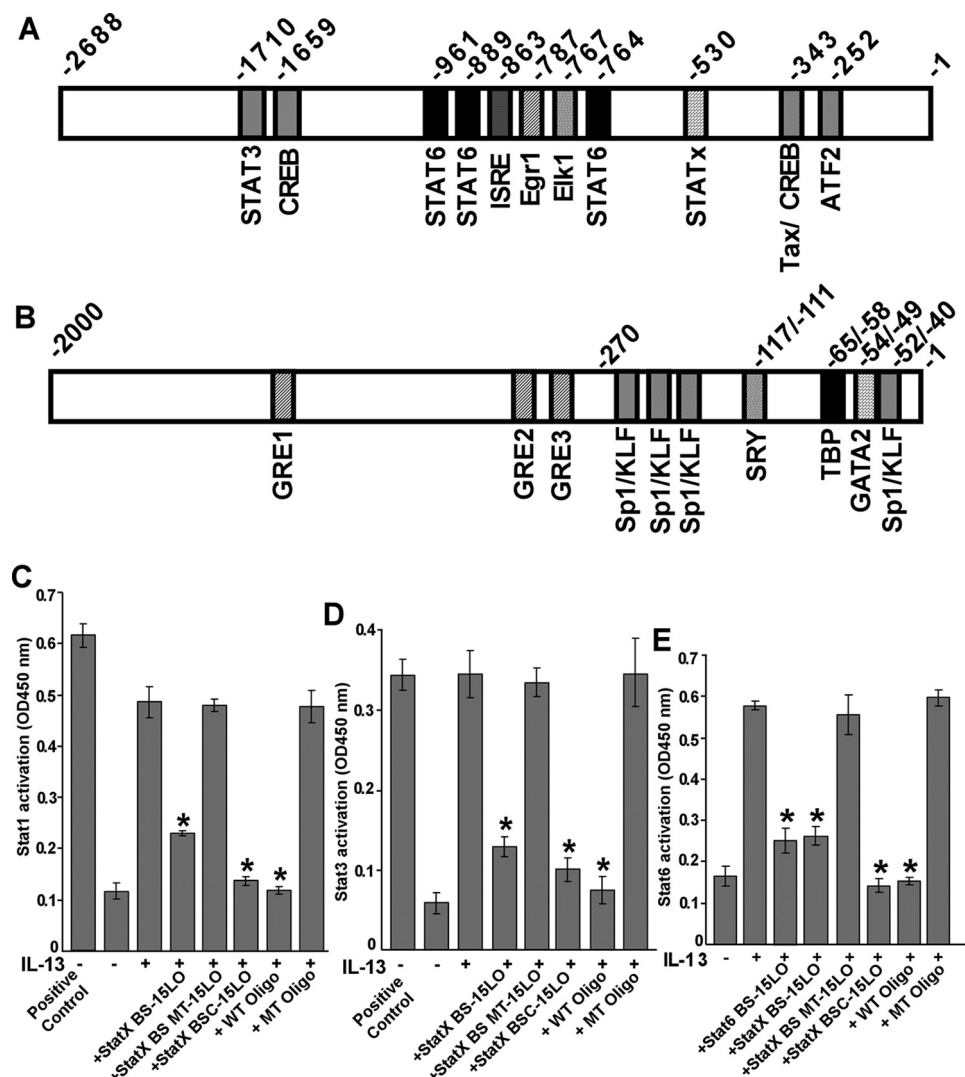 A
-2688 -1710 -1659 -961 -889 -863 -787 -767 -764 -530 -343 -252 -1
STAT3 CREB STAT6 STAT6 ISRE Egr1 Elk1 STAT6 STATx Tax/ CREB ATF2
B
-2000 -270 -117/-111 -65/-58 -54/-49 -52/-40 -1
GRE1 GRE2 GRE3 Sp1/KLF Sp1/KLF Sp1/KLF SRY TBP GATA2 Sp1/KLF
C
Stat1 activation (OD450 nm)
0.7
0.6
0.5
0.4
0.3
0.2
0.1
0
* * *
IL-13 - - + + + + + +
Positive Control
+StatX BS-15LO
+StatX BS MT-15LO
+StatX BSC-15LO
+ WT Oligo
+ MT Oligo
D
Stat3 activation (OD450 nm)
0.4
0.3
0.2
0.1
0
* * *
IL-13 - - + + + + + +
Positive Control
+StatX BS-15LO
+StatX BS MT-15LO
+StatX BSC-15LO
+ WT Oligo
+ MT Oligo
E
Stat6 activation (OD450 nm)
0.7
0.6
0.5
0.4
0.3
0.2
0.1
0
* * * *
IL-13 - + + + + + + +
+Stat6 BS-15LO
+StatX BS-15LO
+StatX BS MT-15LO
+StatX BSC-15LO
+ WT Oligo
+ MT Oligo